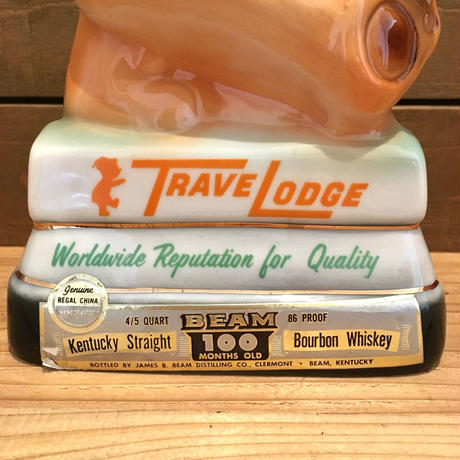 TRAVELODGE
Worldwide Reputation for Quality
Genuine
REGAL CHINA
HANDCRAFTED
4/5 QUART BEAM 86 PROOF
Kentucky Straight 100 Bourbon Whiskey
MONTHS OLD
BOTTLED BY JAMES B. BEAM DISTILLING CO., CLERMONT • BEAM, KENTUCKY